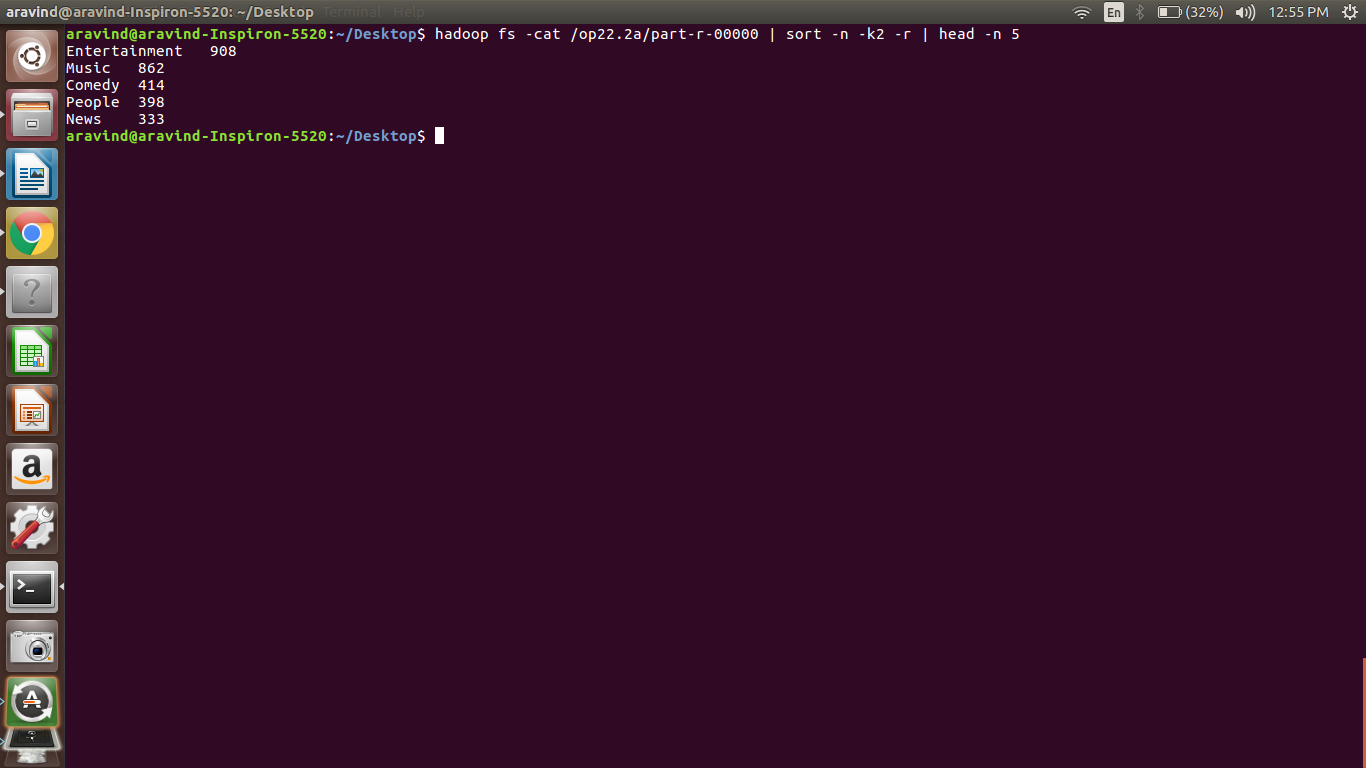 aravind@aravind-Inspiron-5520: ~/Desktop Terminal Help En (32%) 12:55 PM
aravind@aravind-Inspiron-5520:~/Desktop$ hadoop fs -cat /op22.2a/part-r-00000 | sort -n -k2 -r | head -n 5
Entertainment 908
Music 862
Comedy 414
People 398
News 333
aravind@aravind-Inspiron-5520:~/Desktop$